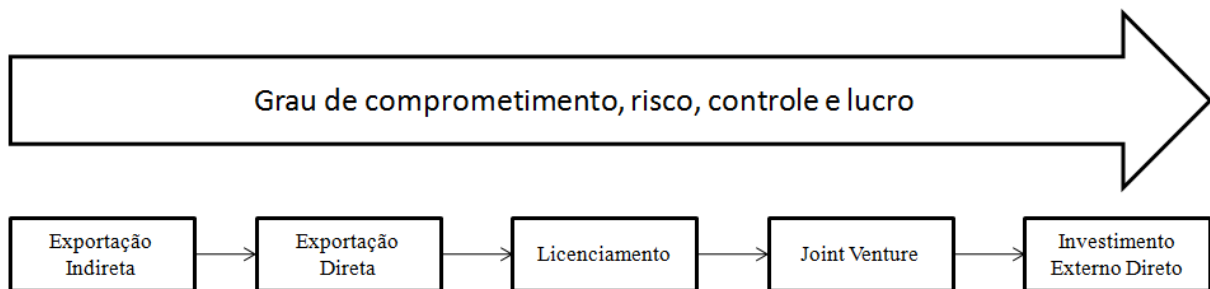 Grau de comprometimento, risco, controle e lucro
Exportação
Indireta
Exportação
Direta
Licenciamento
Joint Venture
Investimento
Externo Direto